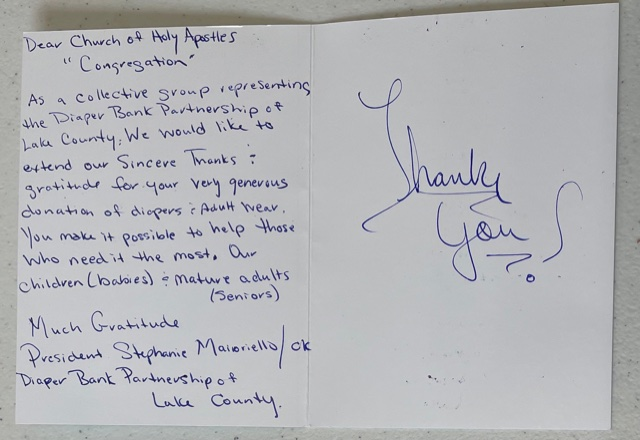 Dear Church of Holy Apostles
"Congregation"
As a collective group representing
the Diaper Bank Partnership of
Lake County, We would like to
extend our Sincere Thanks &
gratitude for your very generous
donation of diapers & Adult wear.
You make it possible to help those
who need it the most. Our
children (babies) & mature adults
(Seniors)
Much Gratitude
President Stephanie Maioriello/CK
Diaper Bank Partnership of
Lake County.
Thank
You!